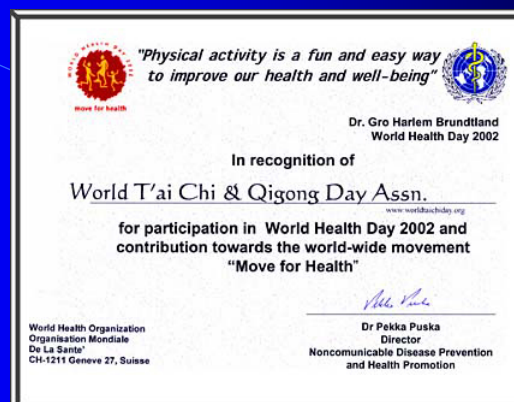 WORLD HEALTH DAY 2002
move for health
"Physical activity is a fun and easy way
to improve our health and well-being"
Dr. Gro Harlem Brundtland
World Health Day 2002
In recognition of
World T'ai Chi & Qigong Day Assn.
www.worldtaichiday.org
for participation in World Health Day 2002 and
contribution towards the world-wide movement
"Move for Health"
World Health Organization
Organisation Mondiale
De La Sante'
CH-1211 Geneve 27, Suisse
Dr Pekka Puska
Director
Noncomunicable Disease Prevention
and Health Promotion